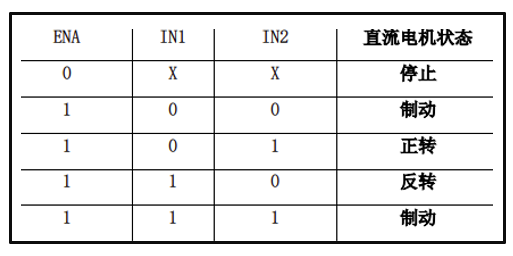 ENA IN1 IN2 直流电机状态
0 X X 停止
1 0 0 制动
1 0 1 正转
1 1 0 反转
1 1 1 制动